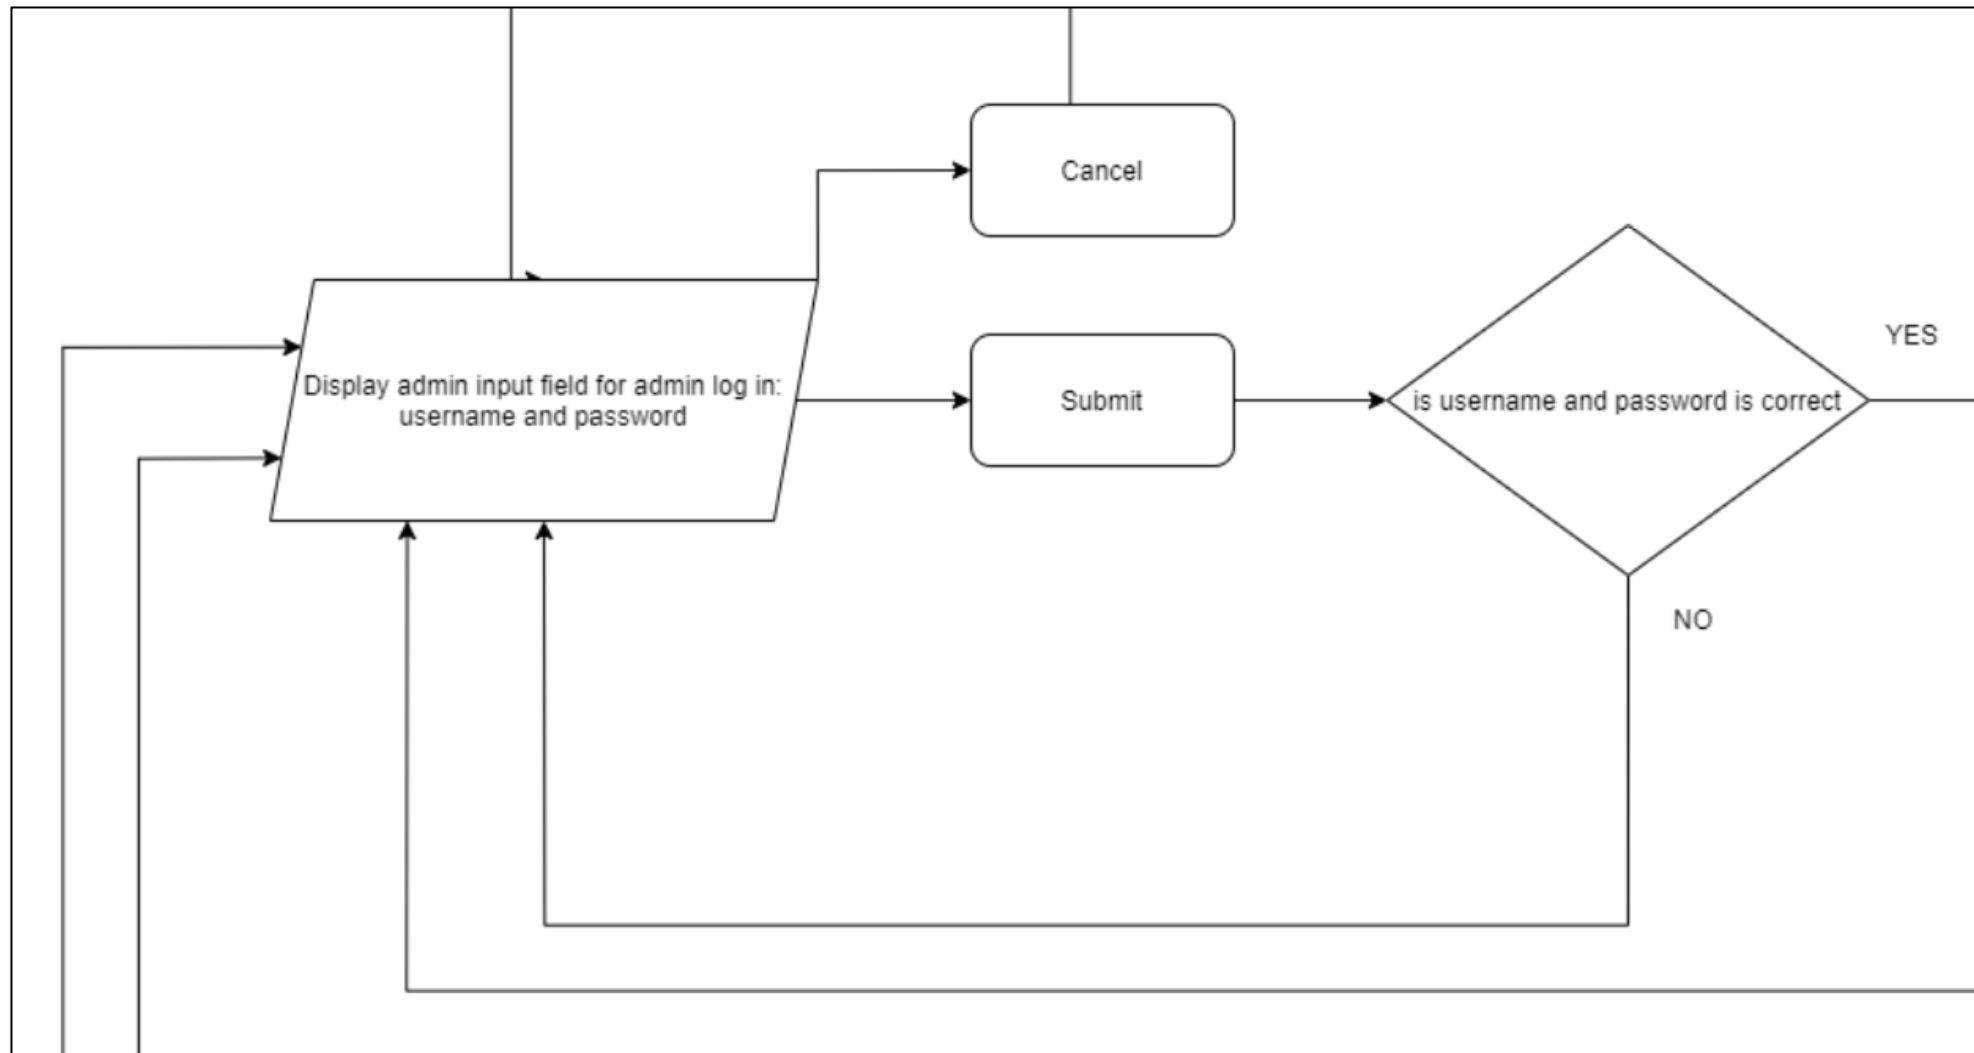 Cancel
Display admin input field for admin log in:
username and password
Submit
is username and password is correct
YES
NO